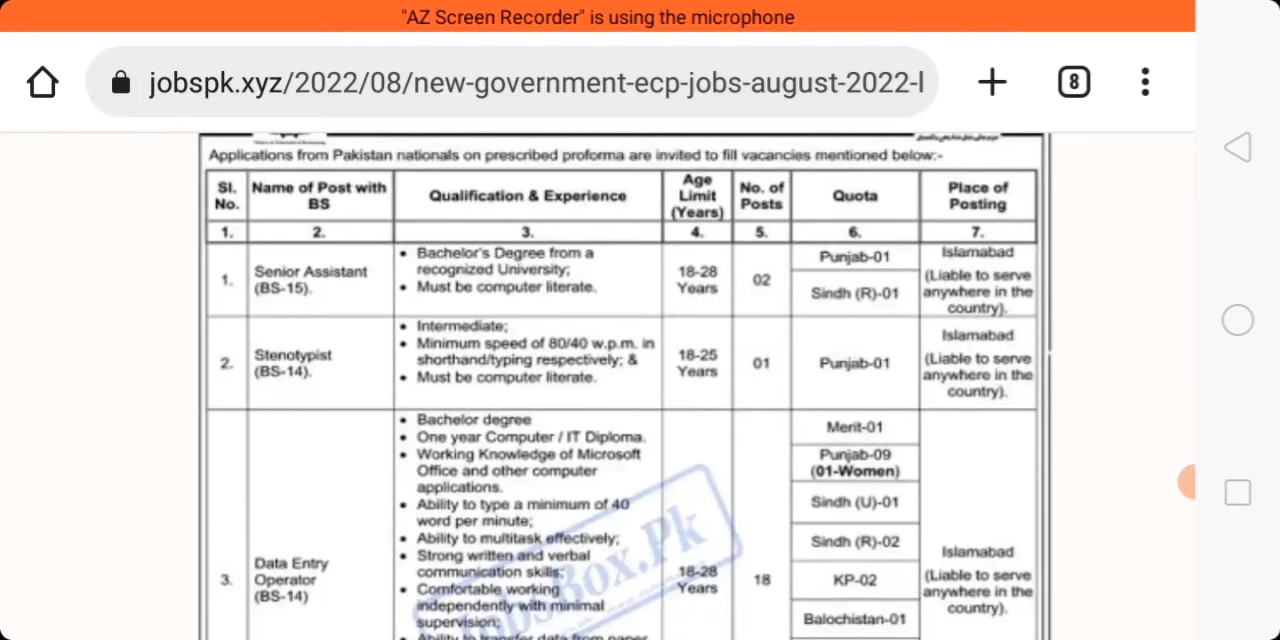 "AZ Screen Recorder" is using the microphone
jobspk.xyz/2022/08/new-government-ecp-jobs-august-2022-l
8
Applications from Pakistan nationals on prescribed proforma are invited to fill vacancies mentioned below:-
Sl. No.
Name of Post with BS
Qualification & Experience
Age Limit (Years)
No. of Posts
Quota
Place of Posting
1.
2.
3.
4.
5.
6.
7.
1.
Senior Assistant
(BS-15).
• Bachelor's Degree from a
recognized University;
• Must be computer literate.
18-28
Years
02
Punjab-01
Sindh (R)-01
Islamabad
(Liable to serve
anywhere in the
country).
2.
Stenotypist
(BS-14).
• Intermediate;
• Minimum speed of 80/40 w.p.m. in
shorthand/typing respectively; &
• Must be computer literate.
18-25
Years
01
Punjab-01
Islamabad
(Liable to serve
anywhere in the
country).
3.
Data Entry
Operator
(BS-14)
• Bachelor degree
• One year Computer / IT Diploma.
• Working Knowledge of Microsoft
Office and other computer
applications.
• Ability to type a minimum of 40
word per minute;
• Ability to multitask effectively;
• Strong written and verbal
communication skills;
• Comfortable working
independently with minimal
supervision;
• Ability to transfer data from paper
18-28
Years
18
Merit-01
Punjab-09
(01-Women)
Sindh (U)-01
Sindh (R)-02
KP-02
Balochistan-01
Islamabad
(Liable to serve
anywhere in the
country).
JobsBox.Pk